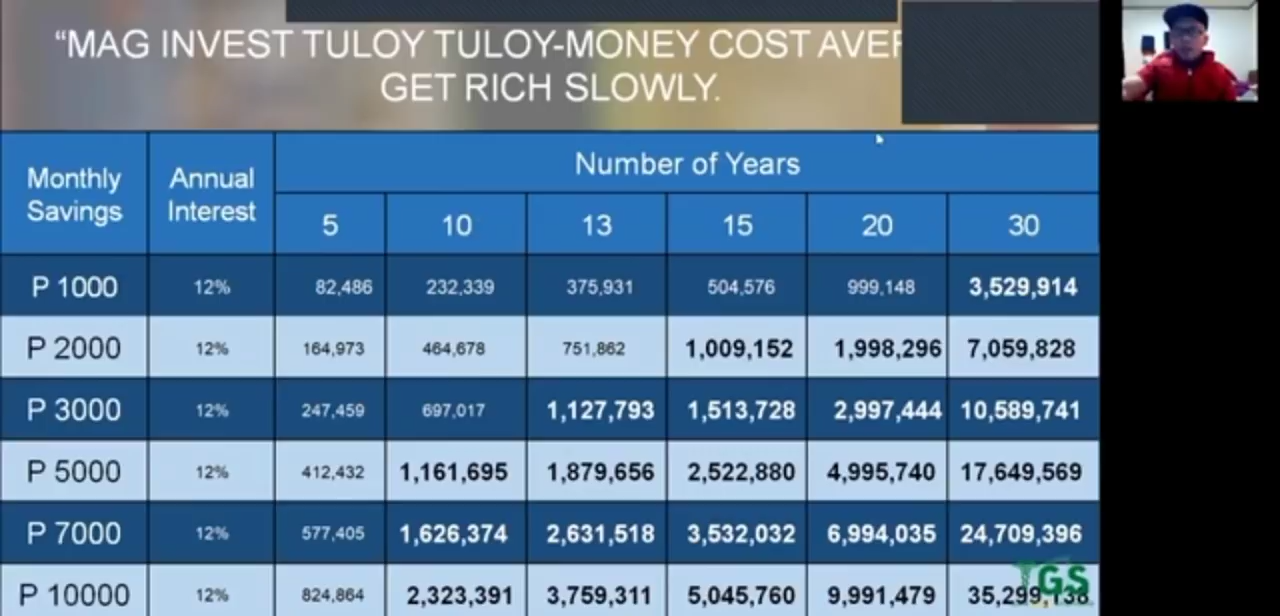 “MAG INVEST TULOY TULOY-MONEY COST AVER
GET RICH SLOWLY.
Monthly Savings Annual Interest Number of Years
5 10 13 15 20 30
P 1000 12% 82,486 232,339 375,931 504,576 999,148 3,529,914
P 2000 12% 164,973 464,678 751,862 1,009,152 1,998,296 7,059,828
P 3000 12% 247,459 697,017 1,127,793 1,513,728 2,997,444 10,589,741
P 5000 12% 412,432 1,161,695 1,879,656 2,522,880 4,995,740 17,649,569
P 7000 12% 577,405 1,626,374 2,631,518 3,532,032 6,994,035 24,709,396
P 10000 12% 824,864 2,323,391 3,759,311 5,045,760 9,991,479 35,299,138
TGS